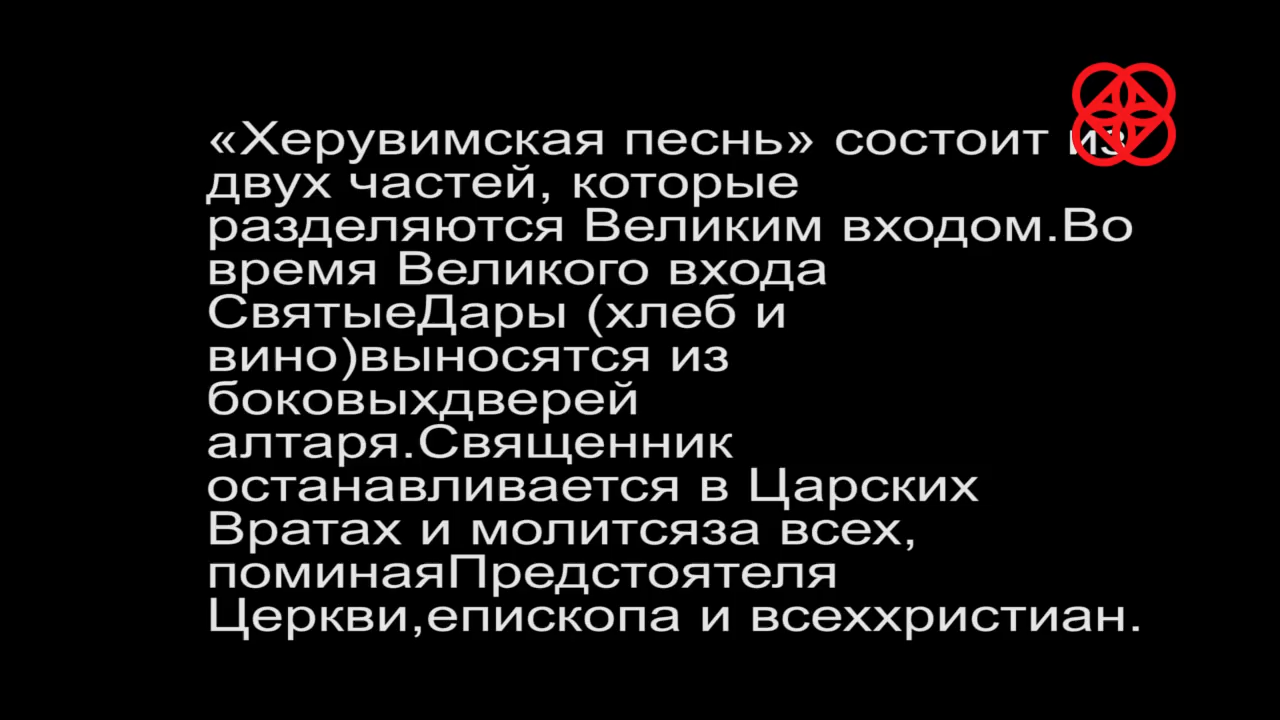 «Херувимская песнь» состоит из
двух частей, которые
разделяются Великим входом.Во
время Великого входа
СвятыеДары (хлеб и
вино)выносятся из
боковыхдверей
алтаря.Священник
останавливается в Царских
Вратах и молитсяза всех,
поминаяПредстоятеля
Церкви,епископа и всеххристиан.